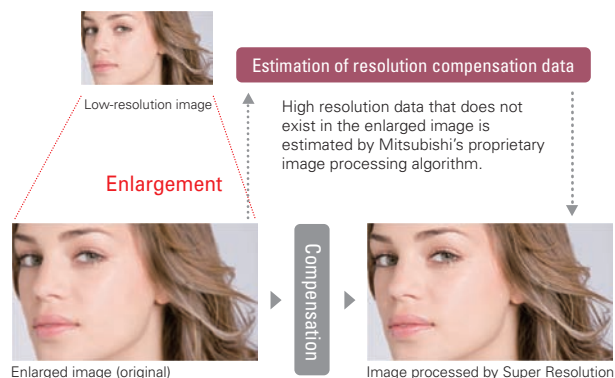 Low-resolution image
Estimation of resolution compensation data
High resolution data that does not
exist in the enlarged image is
estimated by Mitsubishi's proprietary
image processing algorithm.
Enlargement
Compensation
Enlarged image (original)
Image processed by Super Resolution